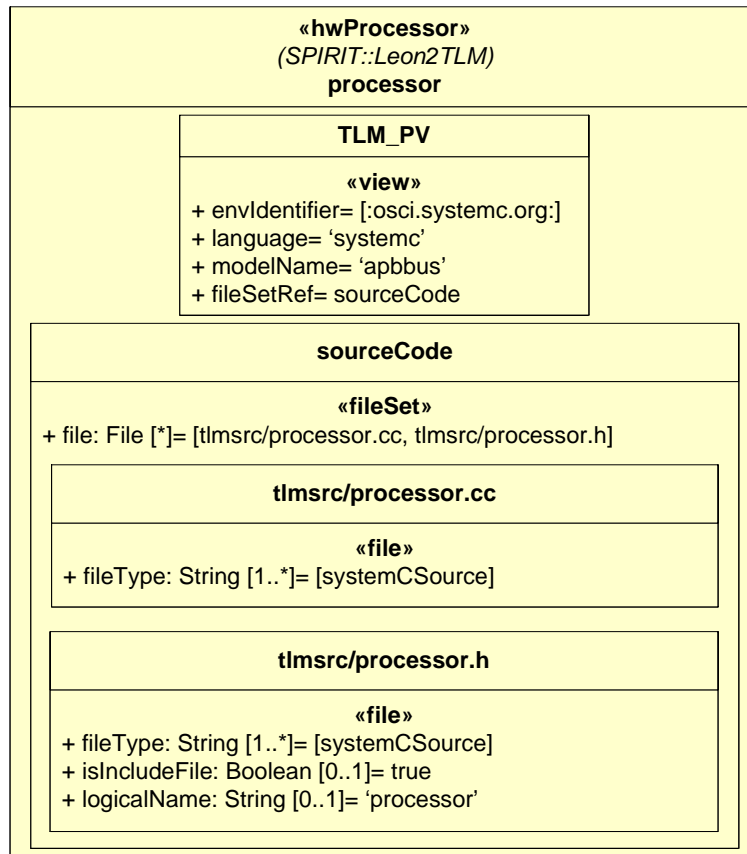 «hwProcessor»
(SPIRIT::Leon2TLM)
processor
TLM_PV
«view»
+ envIdentifier= [:osci.systemc.org:]
+ language= ‘systemc’
+ modelName= ‘apbbus’
+ fileSetRef= sourceCode
sourceCode
«fileSet»
+ file: File [*]= [tlmsrc/processor.cc, tlmsrc/processor.h]
tlmsrc/processor.cc
«file»
+ fileType: String [1..*]= [systemCSource]
tlmsrc/processor.h
«file»
+ fileType: String [1..*]= [systemCSource]
+ isIncludeFile: Boolean [0..1]= true
+ logicalName: String [0..1]= ‘processor’